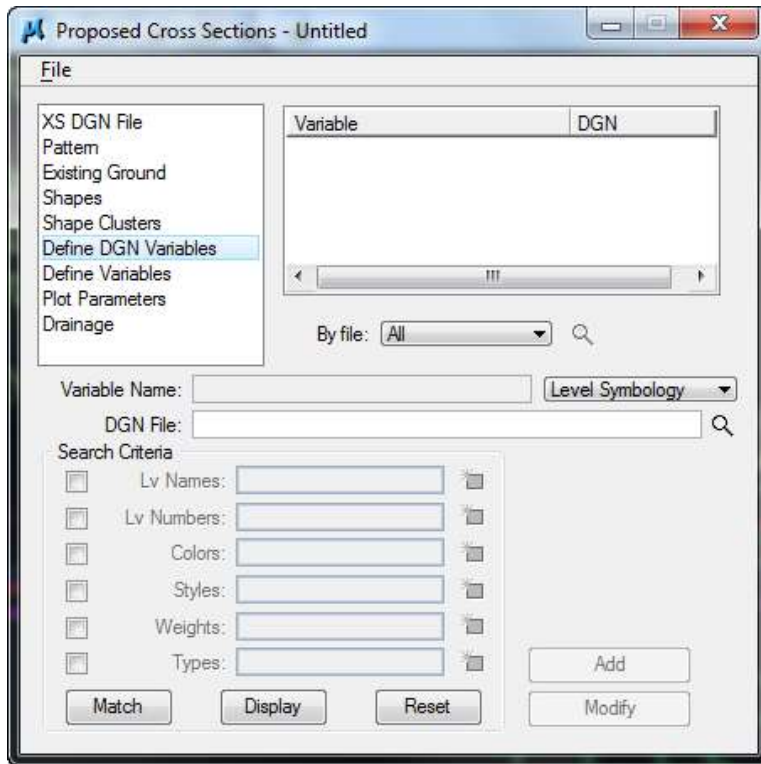 Proposed Cross Sections - Untitled
File
XS DGN File
Pattern
Existing Ground
Shapes
Shape Clusters
Define DGN Variables
Define Variables
Plot Parameters
Drainage
Variable DGN
By file: All
Variable Name: Level Symbology
DGN File:
Search Criteria
Lv Names:
Lv Numbers:
Colors:
Styles:
Weights:
Types:
Add
Match Display Reset Modify